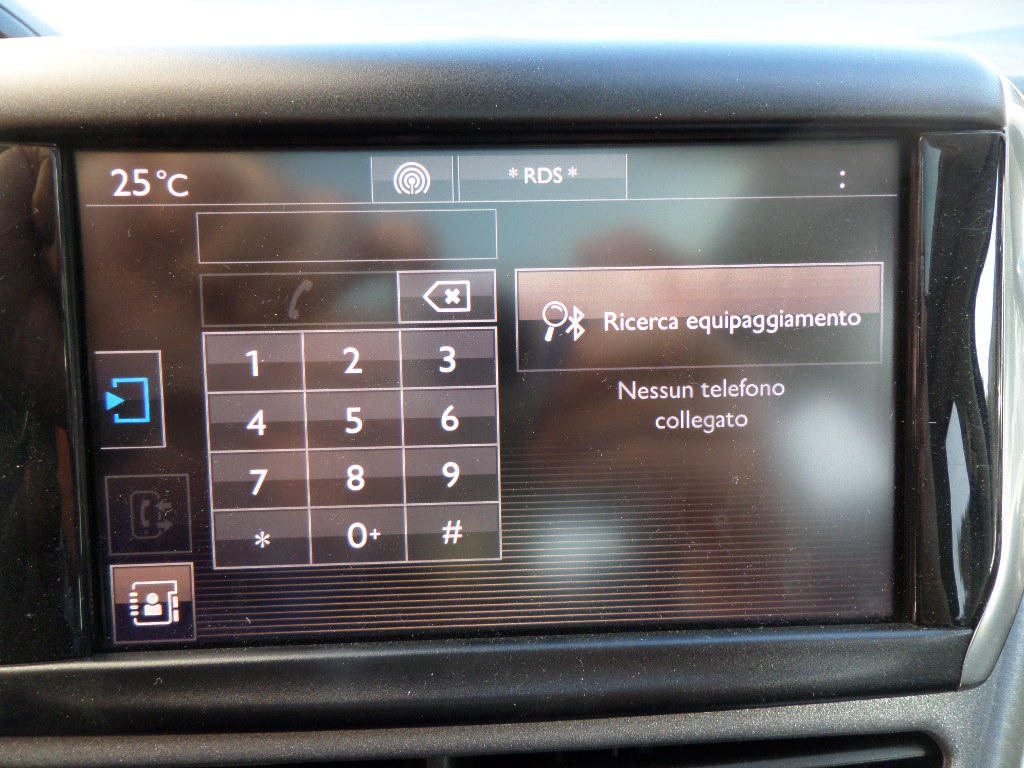 25°C
*RDS*
:
Ricerca equipaggiamento
Nessun telefono
collegato
1 2 3
4 5 6
7 8 9
* 0+ #